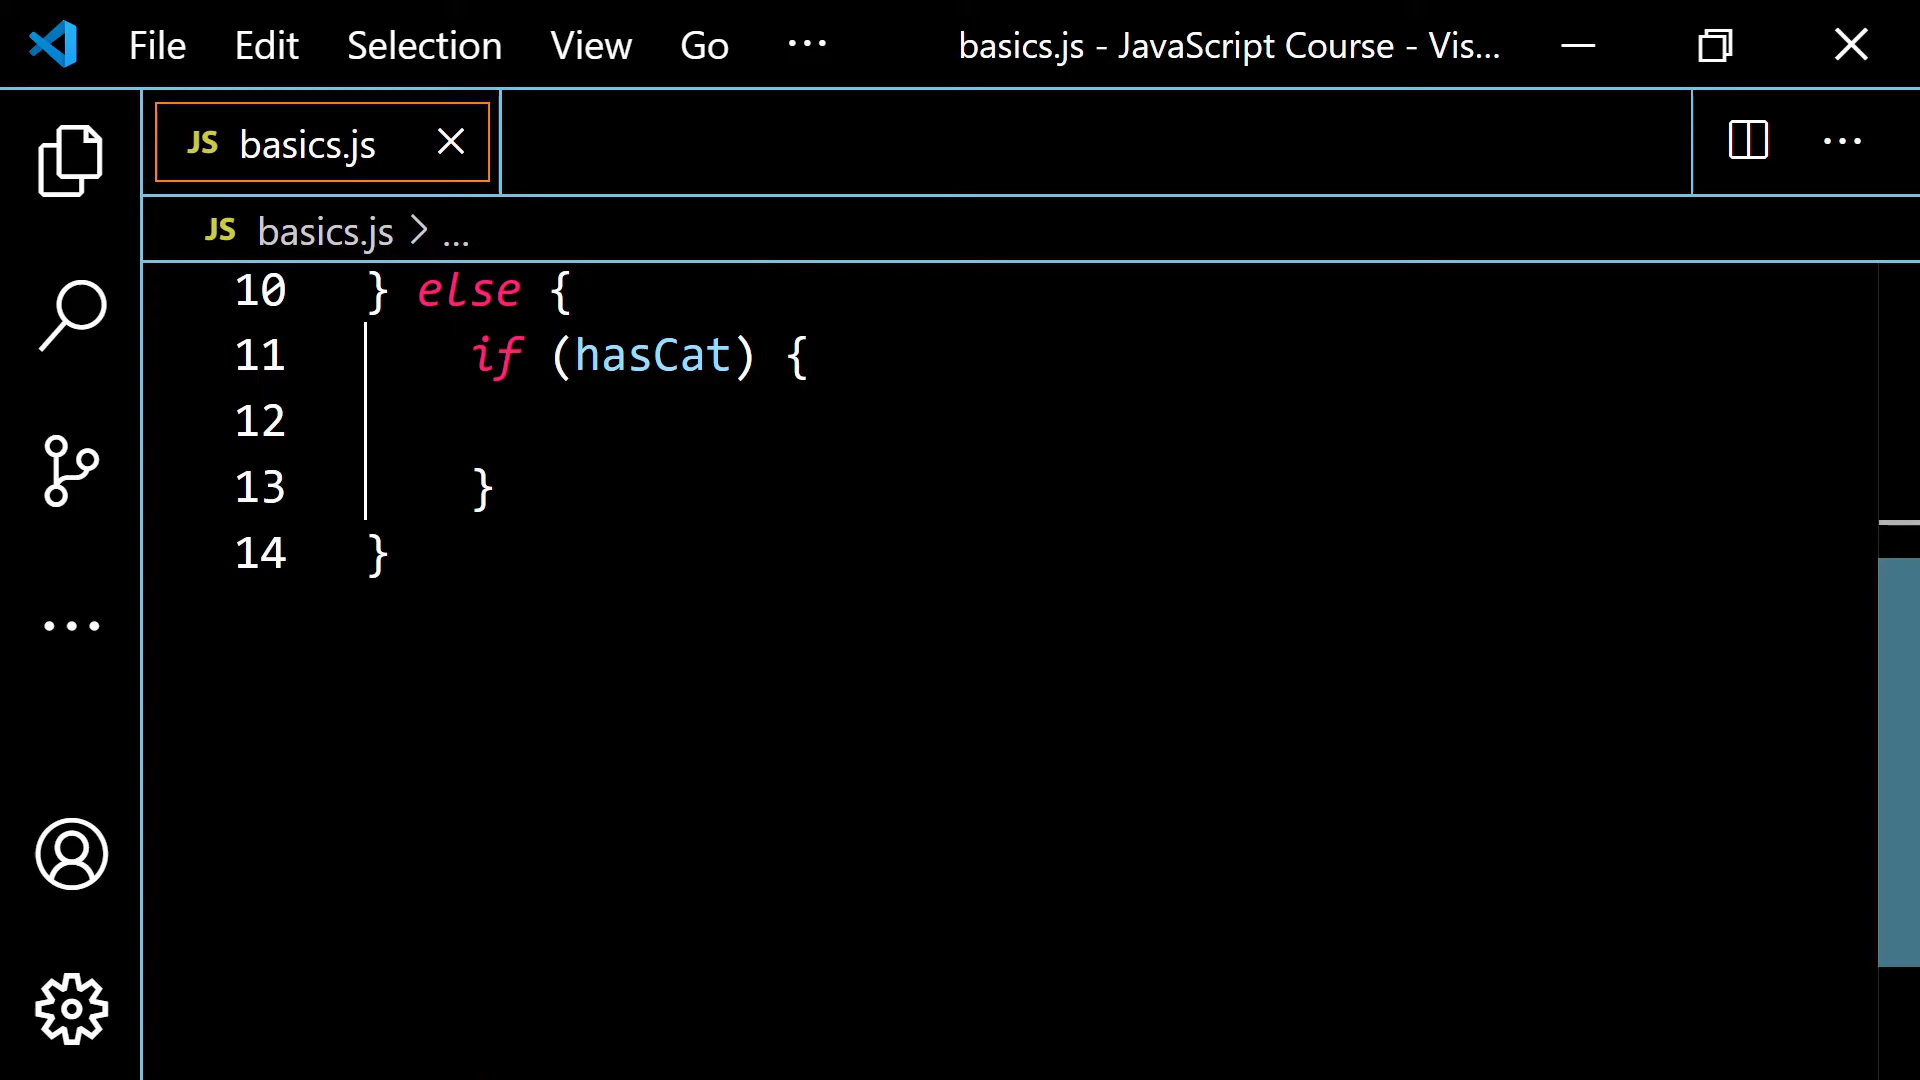 File Edit Selection View Go ··· basics.js - JavaScript Course - Vis...
JS basics.js
JS basics.js > ...
10 } else {
11 if (hasCat) {
12
13 }
14 }